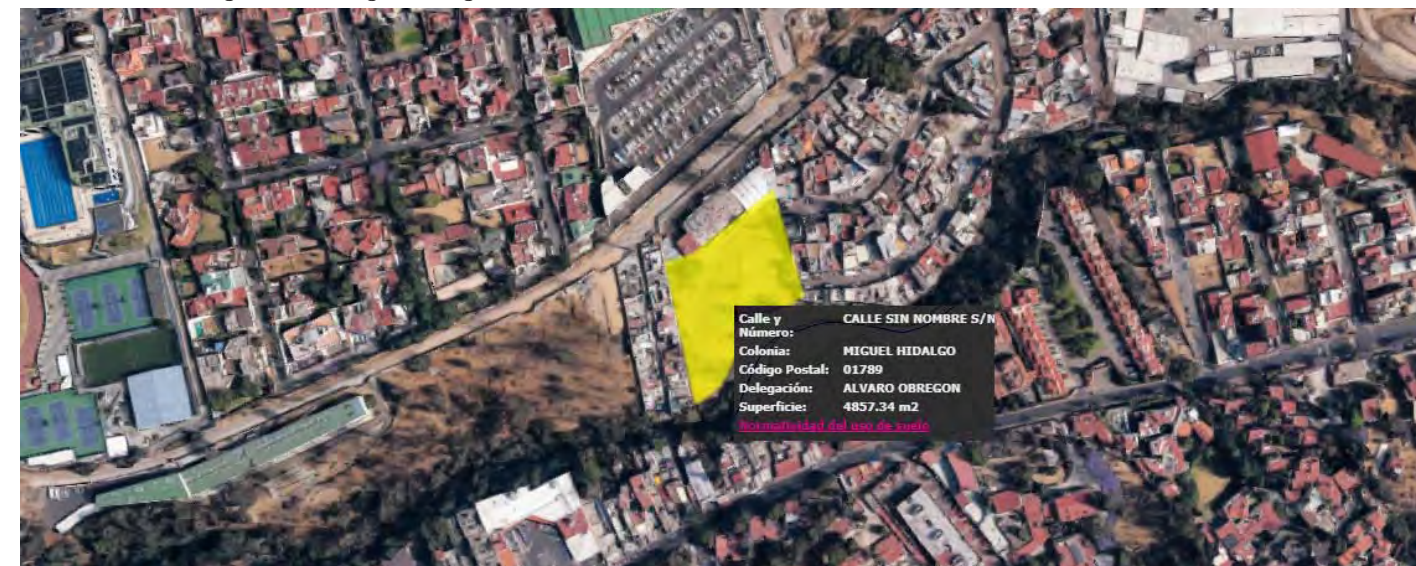 Calle y Número: CALLE SIN NOMBRE S/N
Colonia: MIGUEL HIDALGO
Código Postal: 01789
Delegación: ALVARO OBREGON
Superficie: 4857.34 m2
Normatividad del uso de suelo